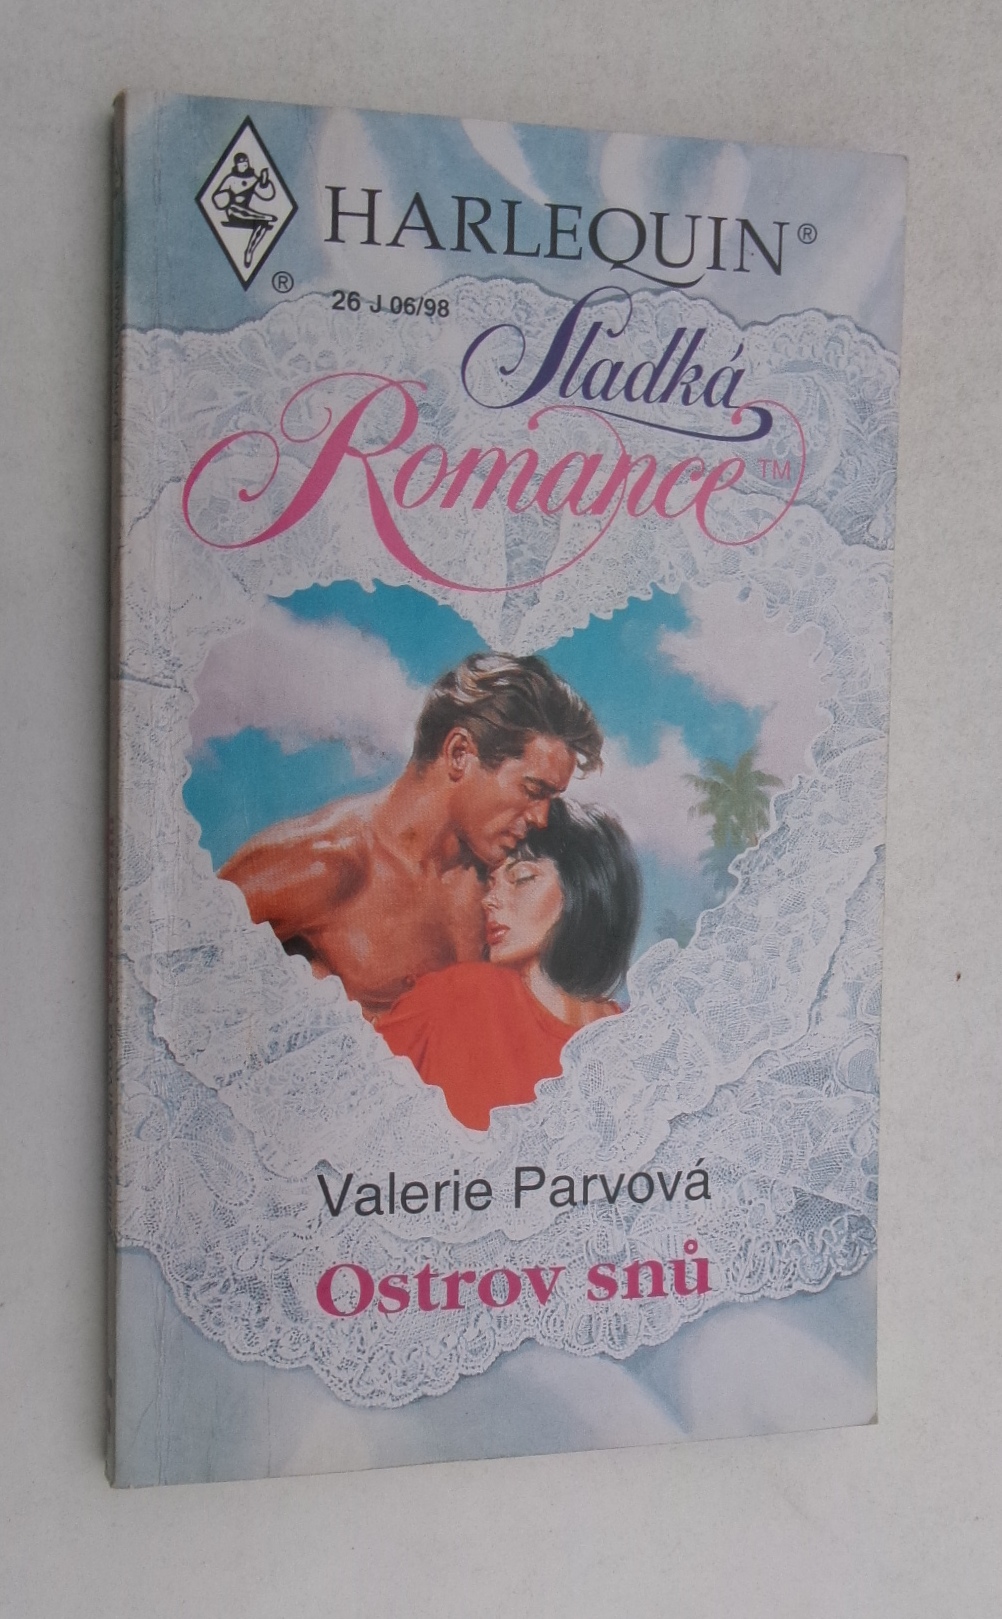 HARLEQUIN®
®
26 J 06/98
Sladká
Romance™
Valerie Parvová
Ostrov snů